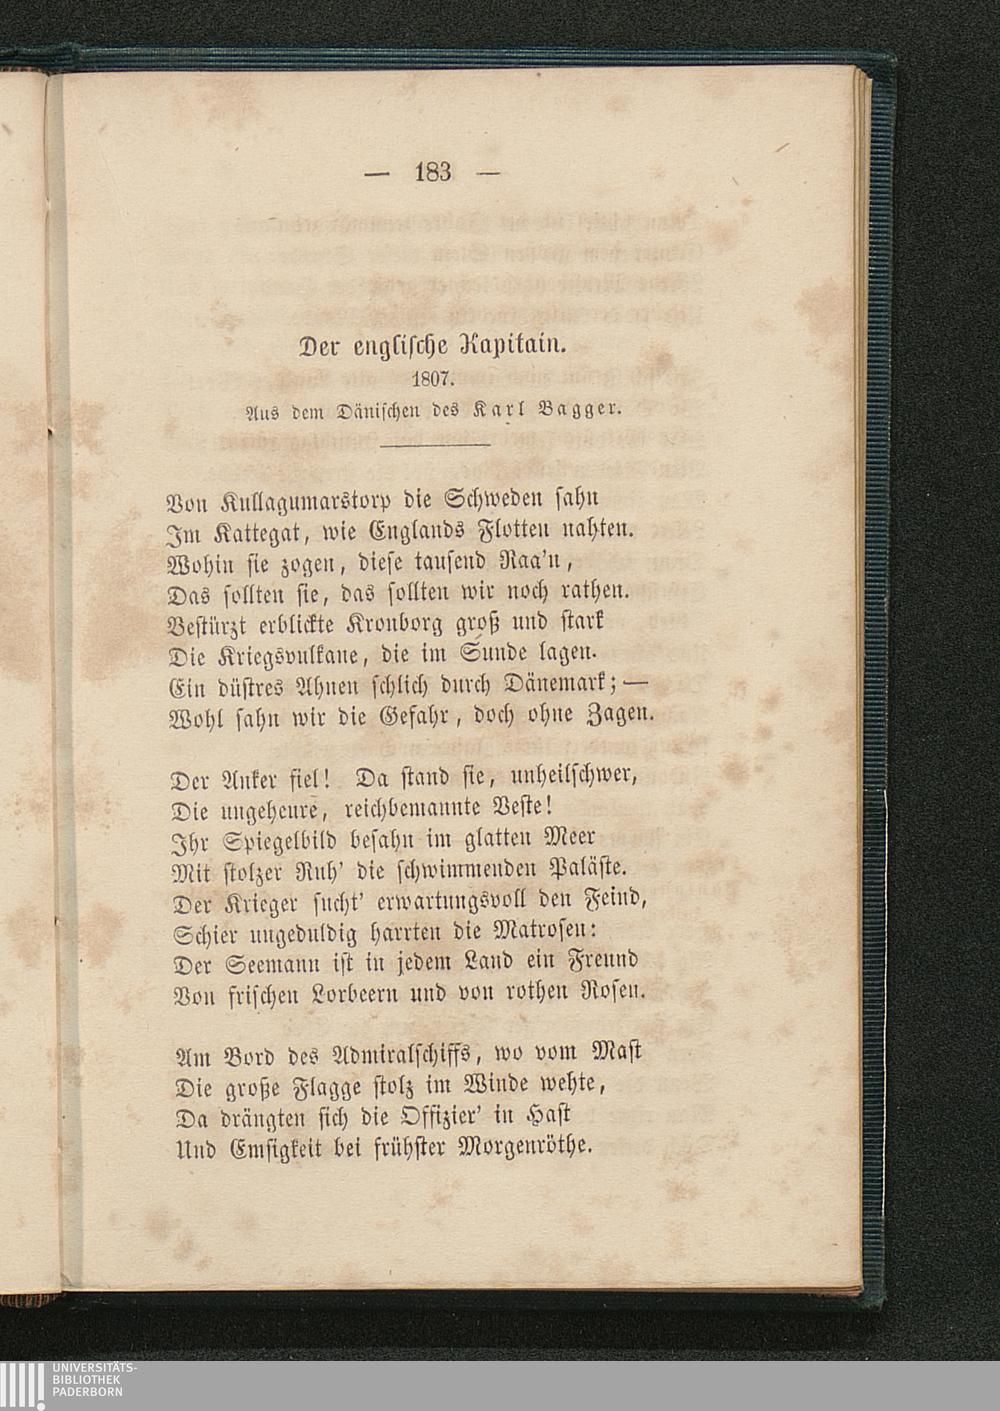 — 183 —
Der englische Kapitain.
1807.
Aus dem Dänischen des Karl Bagger.
Von Kullagumarstorp die Schweden sahn
Im Kattegat, wie Englands Flotten nahten.
Wohin sie zogen, diese tausend Raa'n,
Das sollten sie, das sollten wir noch rathen.
Bestürzt erblickte Kronborg groß und stark
Die Kriegsvulkane, die im Sunde lagen.
Ein düstres Ahnen schlich durch Dänemark; —
Wohl sahn wir die Gefahr, doch ohne Zagen.
Der Anker fiel! Da stand sie, unheilschwer,
Die ungeheure, reichbemannte Veste!
Ihr Spiegelbild besahn im glatten Meer
Mit stolzer Ruh' die schwimmenden Paläste.
Der Krieger sucht' erwartungsvoll den Feind,
Schier ungeduldig harrten die Matrosen:
Der Seemann ist in jedem Land ein Freund
Von frischen Lorbeern und von rothen Rosen.
Am Bord des Admiralschiffs, wo vom Mast
Die große Flagge stolz im Winde wehte,
Da drängten sich die Offizier' in Hast
Und Emsigkeit bei frühster Morgenröthe.
UNIVERSITÄTS-
BIBLIOTHEK
PADERBORN